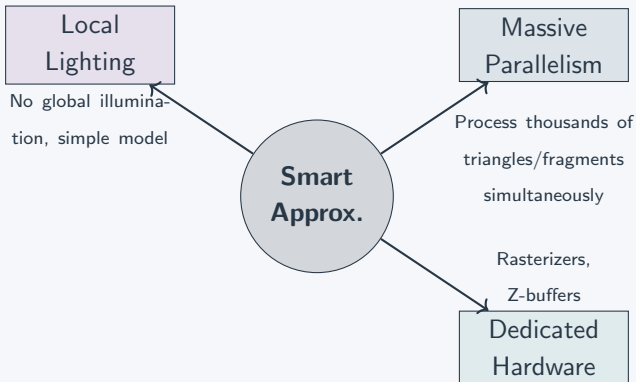 Local
Lighting
No global illumina-
tion, simple model
Massive
Parallelism
Process thousands of
triangles/fragments
simultaneously
Smart
Approx.
Rasterizers,
Z-buffers
Dedicated
Hardware